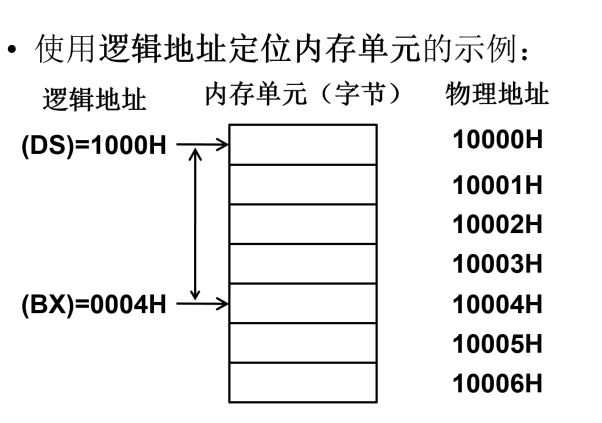 • 使用逻辑地址定位内存单元的示例：
逻辑地址 内存单元（字节） 物理地址
(DS)=1000H 10000H
10001H
10002H
10003H
(BX)=0004H 10004H
10005H
10006H